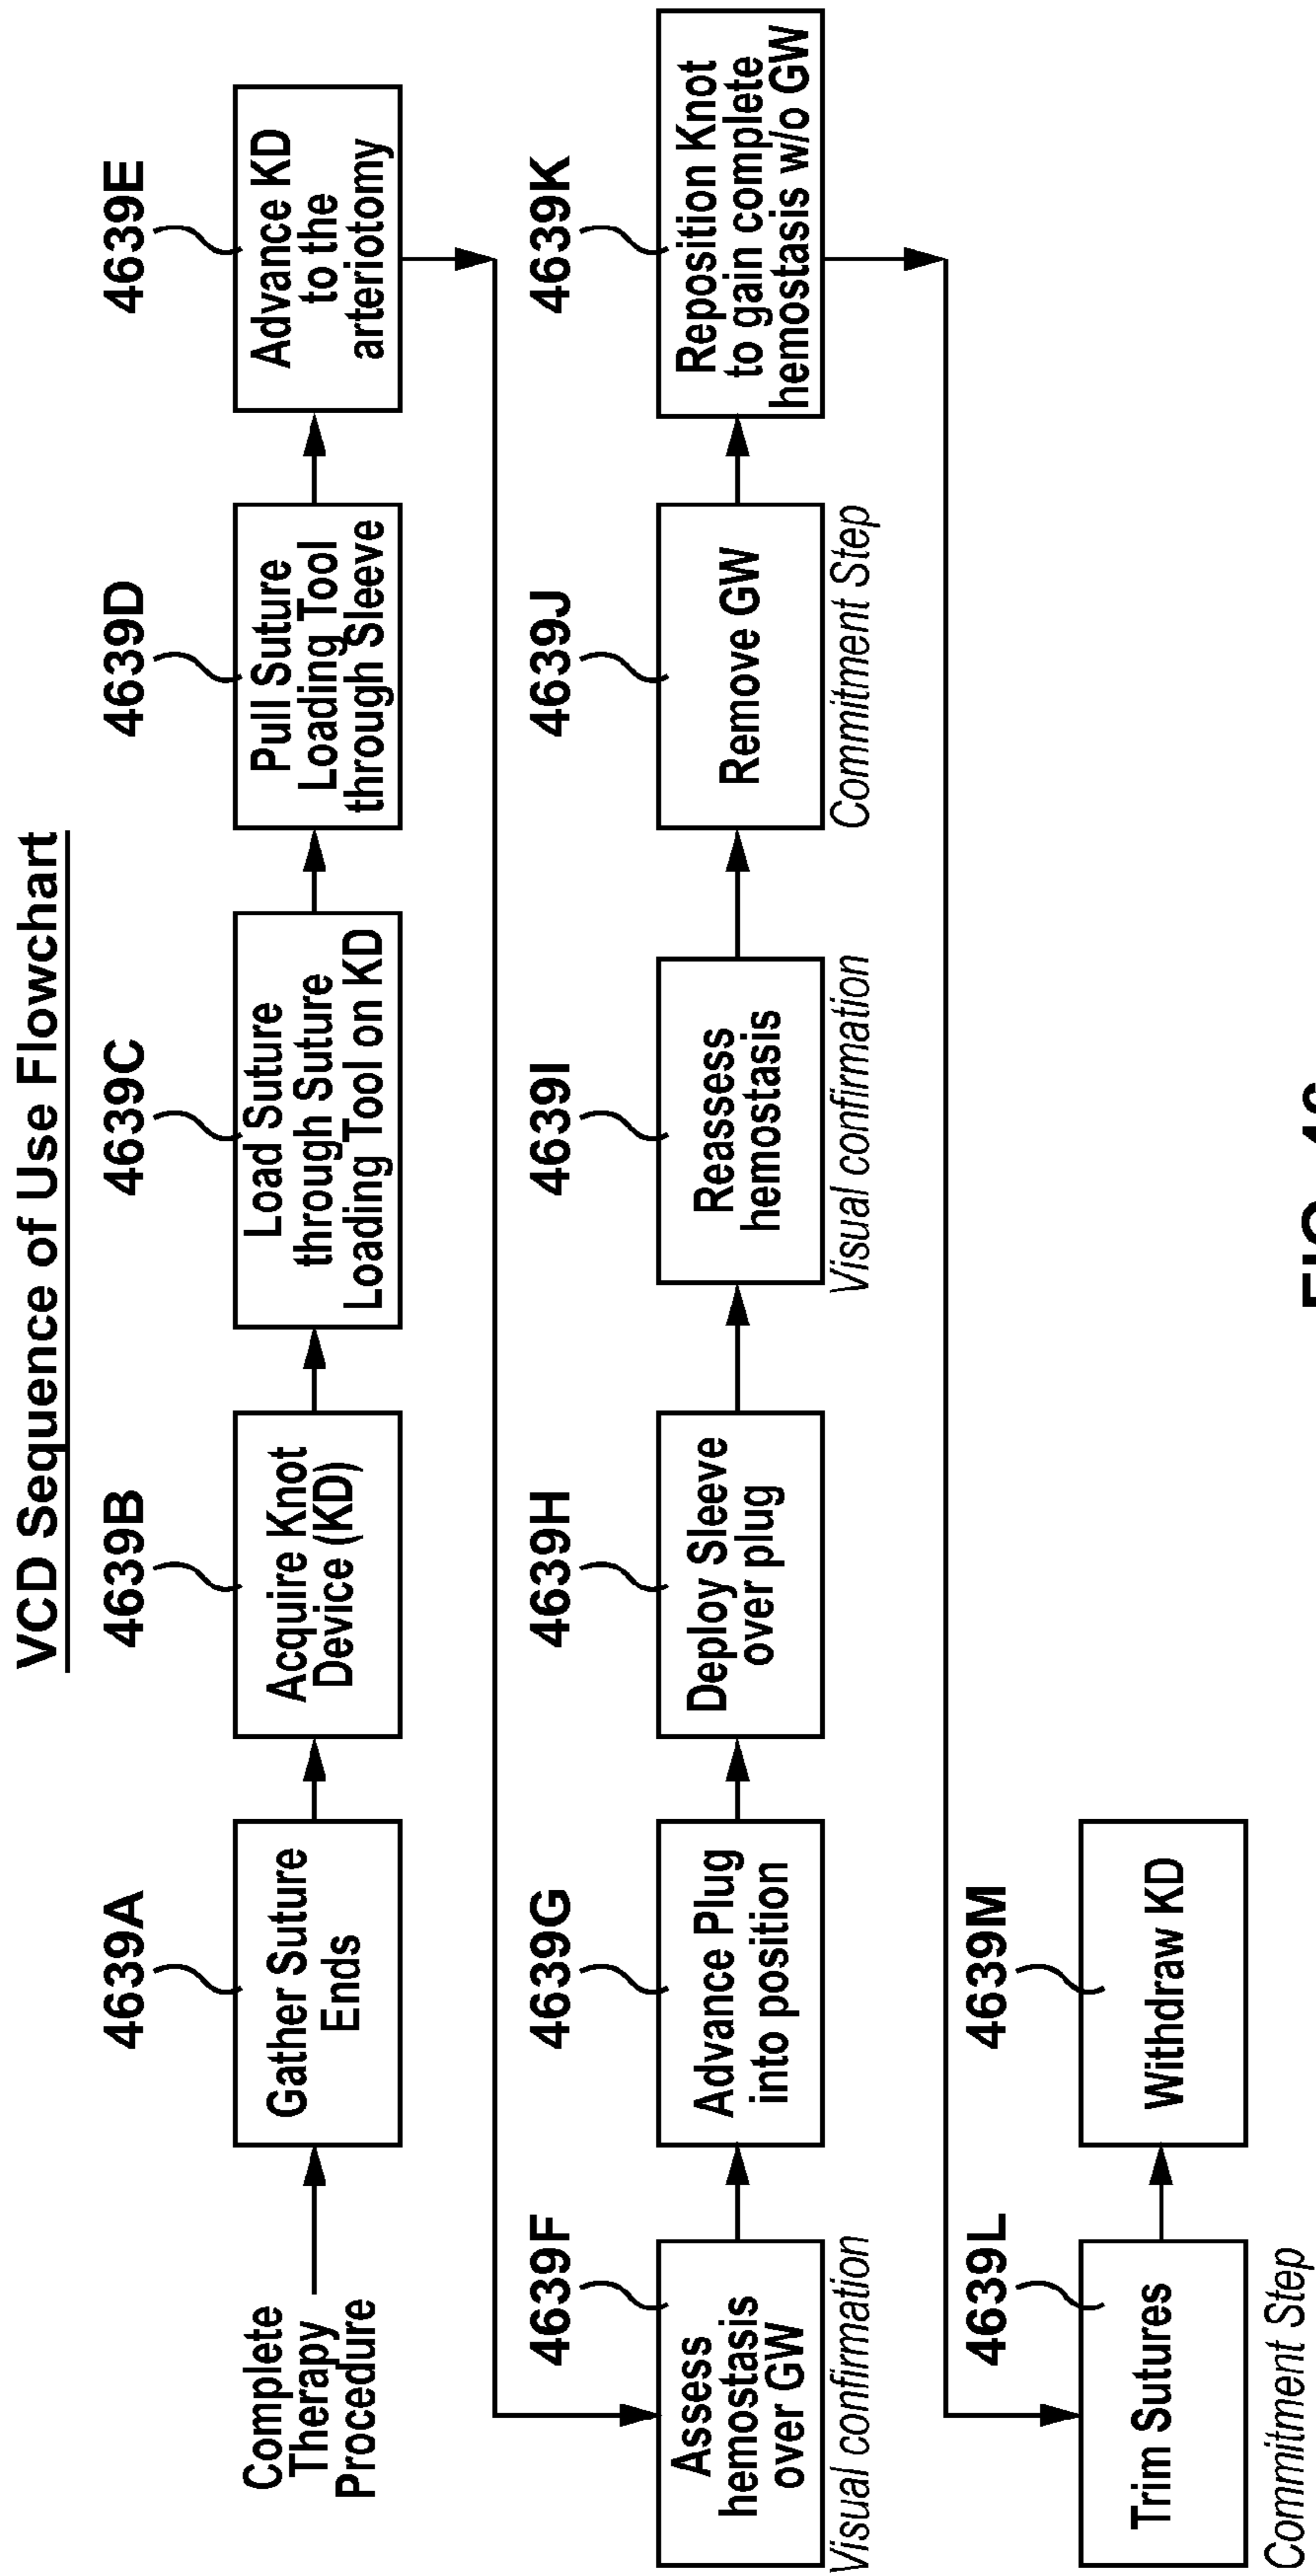 VCD Sequence of Use Flowchart
Complete
Therapy
Procedure
4639A
Gather Suture
Ends
4639B
Acquire Knot
Device (KD)
4639C
Load Suture
through Suture
Loading Tool on KD
4639D
Pull Suture
Loading Tool
through Sleeve
4639E
Advance KD
to the
arteriotomy
4639F
Assess
hemostasis
over GW
Visual confirmation
4639G
Advance Plug
into position
4639H
Deploy Sleeve
over plug
4639I
Reassess
hemostasis
Visual confirmation
4639J
Remove GW
Commitment Step
4639K
Reposition Knot
to gain complete
hemostasis w/o GW
4639L
Trim Sutures
Commitment Step
4639M
Withdraw KD